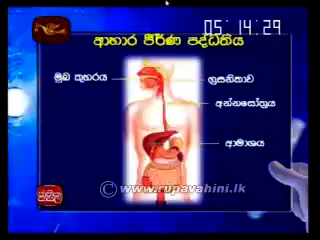 05:14:29
ආහාර ජීර්ණ පද්ධතිය
මුඛ කුහරය
ග්‍රසනිකාව
අන්නස්‍රෝතය
ආමාශය
© www.rupavahini.lk